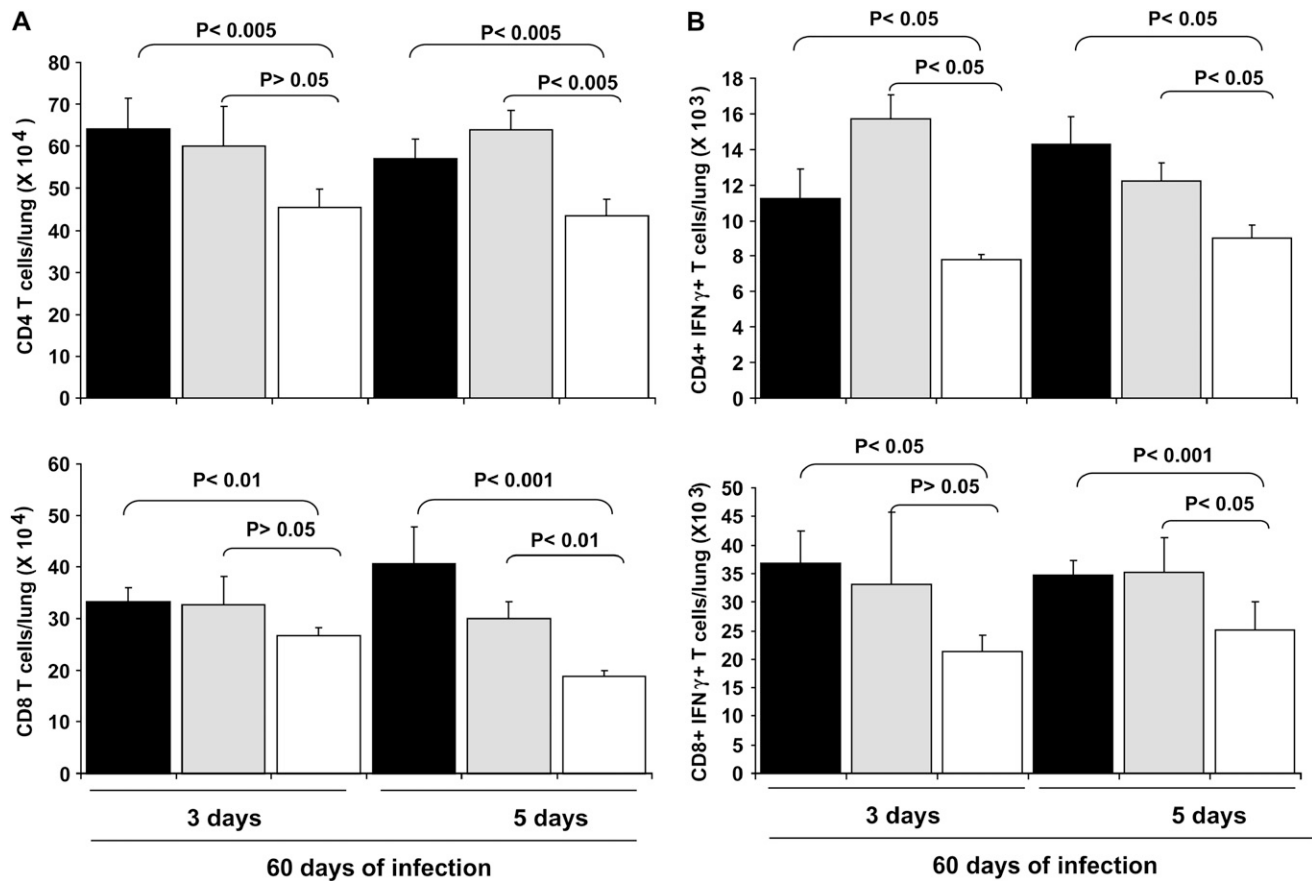 A
P< 0.005
P> 0.05
P< 0.005
P< 0.005
CD4 T cells/lung (X 10⁴)
80
70
60
50
40
30
20
10
0
P< 0.01
P> 0.05
P< 0.001
P< 0.01
CD8 T cells/lung (X 10⁴)
60
50
40
30
20
10
0
3 days
5 days
60 days of infection
B
P< 0.05
P< 0.05
P< 0.05
P< 0.05
CD4+ IFNγ+ T cells/lung (X 10³)
18
16
14
12
10
8
6
4
2
0
P< 0.05
P> 0.05
P< 0.001
P< 0.05
CD8+ IFNγ+ T cells/lung (X10³)
50
45
40
35
30
25
20
15
10
5
0
3 days
5 days
60 days of infection